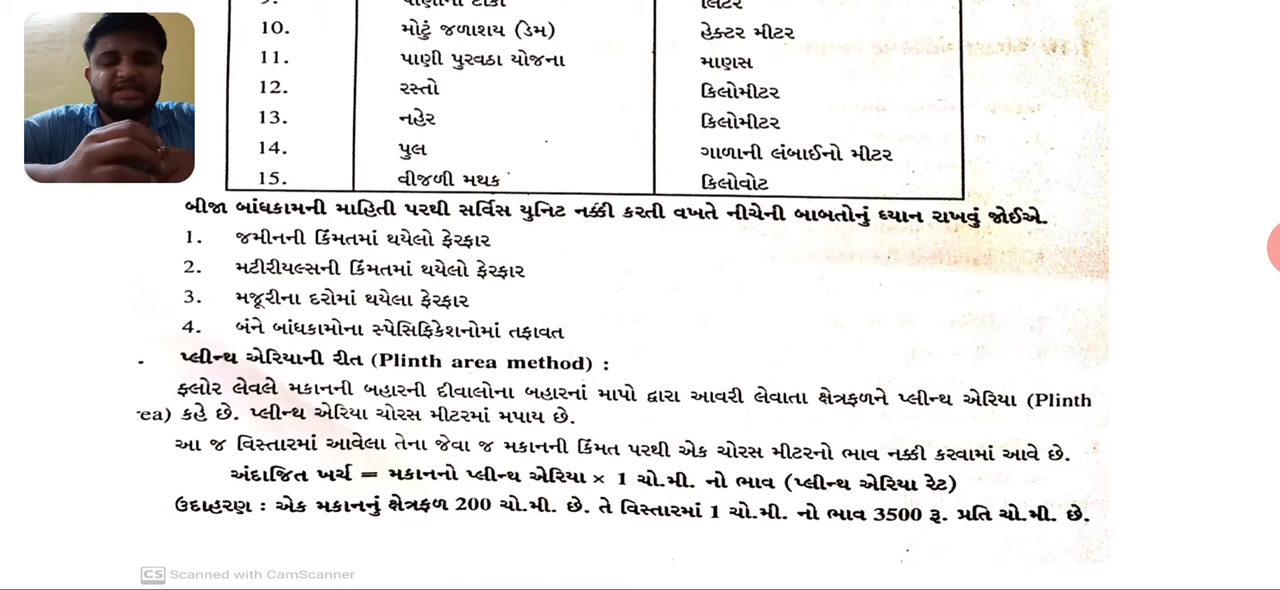 10. મોટું જળાશય (ડેમ) હેક્ટર મીટર
11. પાણી પુરવઠા યોજના માણસ
12. રસ્તો કિલોમીટર
13. નહેર કિલોમીટર
14. પુલ ગાળાની લંબાઈનો મીટર
15. વીજળી મથક કિલોવોટ
બીજા બાંધકામની માહિતી પરથી સર્વિસ યુનિટ નક્કી કરતી વખતે નીચેની બાબતોનું ધ્યાન રાખવું જોઈએ.
1. જમીનની કિંમતમાં થયેલો ફેરફાર
2. મટીરીયલ્સની કિંમતમાં થયેલો ફેરફાર
3. મજૂરીના દરોમાં થયેલા ફેરફાર
4. બંને બાંધકામોના સ્પેસિફિકેશનોમાં તફાવત
પ્લીન્થ એરિયાની રીત (Plinth area method) :
ફ્લોર લેવલે મકાનની બહારની દીવાલોના બહારનાં માપો દ્વારા આવરી લેવાતા ક્ષેત્રફળને પ્લીન્થ એરિયા (Plinth
ea) કહે છે. પ્લીન્થ એરિયા ચોરસ મીટરમાં મપાય છે.
આ જ વિસ્તારમાં આવેલા તેના જેવા જ મકાનની કિંમત પરથી એક ચોરસ મીટરનો ભાવ નક્કી કરવામાં આવે છે.
અંદાજિત ખર્ચ = મકાનનો પ્લીન્થ એરિયા × 1 ચો.મી. નો ભાવ (પ્લીન્થ એરિયા રેટ)
ઉદાહરણ : એક મકાનનું ક્ષેત્રફળ 200 ચો.મી. છે. તે વિસ્તારમાં 1 ચો.મી. નો ભાવ 3500 રૂ. પ્રતિ ચો.મી. છે.
CS Scanned with CamScanner